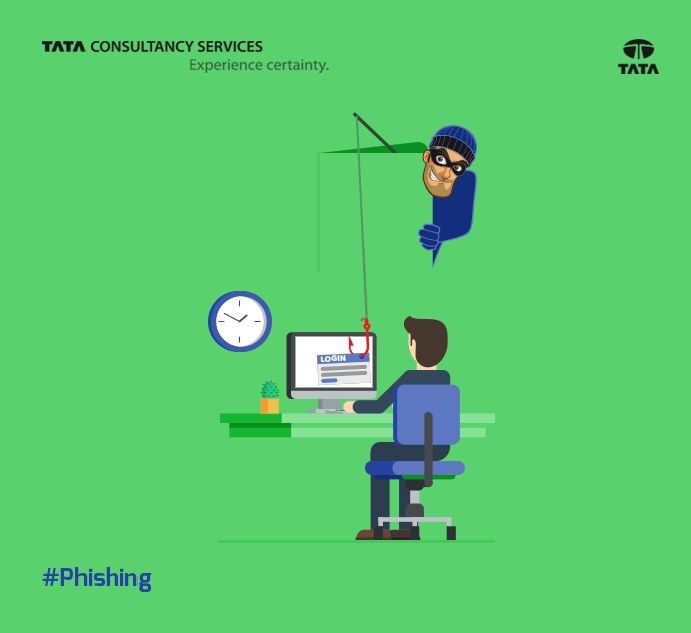 TATA CONSULTANCY SERVICES
Experience certainty.
TATA
LOGIN
#Phishing